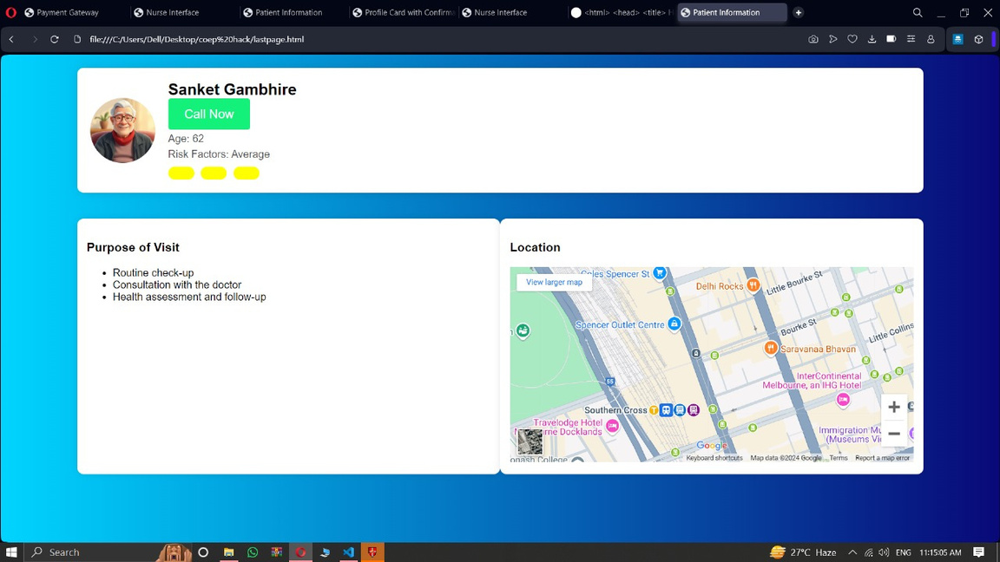 Payment Gateway
Nurse Interface
Patient Information
Profile Card with Confirm
Nurse Interface
<html> <head> <title> H
Patient Information
file:///C:/Users/Dell/Desktop/coep%20hack/lastpage.html
Sanket Gambhire
Call Now
Age: 62
Risk Factors: Average
Purpose of Visit
• Routine check-up
• Consultation with the doctor
• Health assessment and follow-up
Location
View larger map
Coles Spencer St
Delhi Rocks
Little Bourke St
Spencer Outlet Centre
Bourke St
Little Collins
Saravanaa Bhavan
55
InterContinental
Melbourne, an IHG Hotel
Southern Cross
Travelodge Hotel
rne Docklands
Immigration Mu
(Museums Vi
onash College
Google
Keyboard shortcuts
Map data ©2024 Google
Terms
Report a map error
Search
27°C Haze
ENG
11:15:05 AM